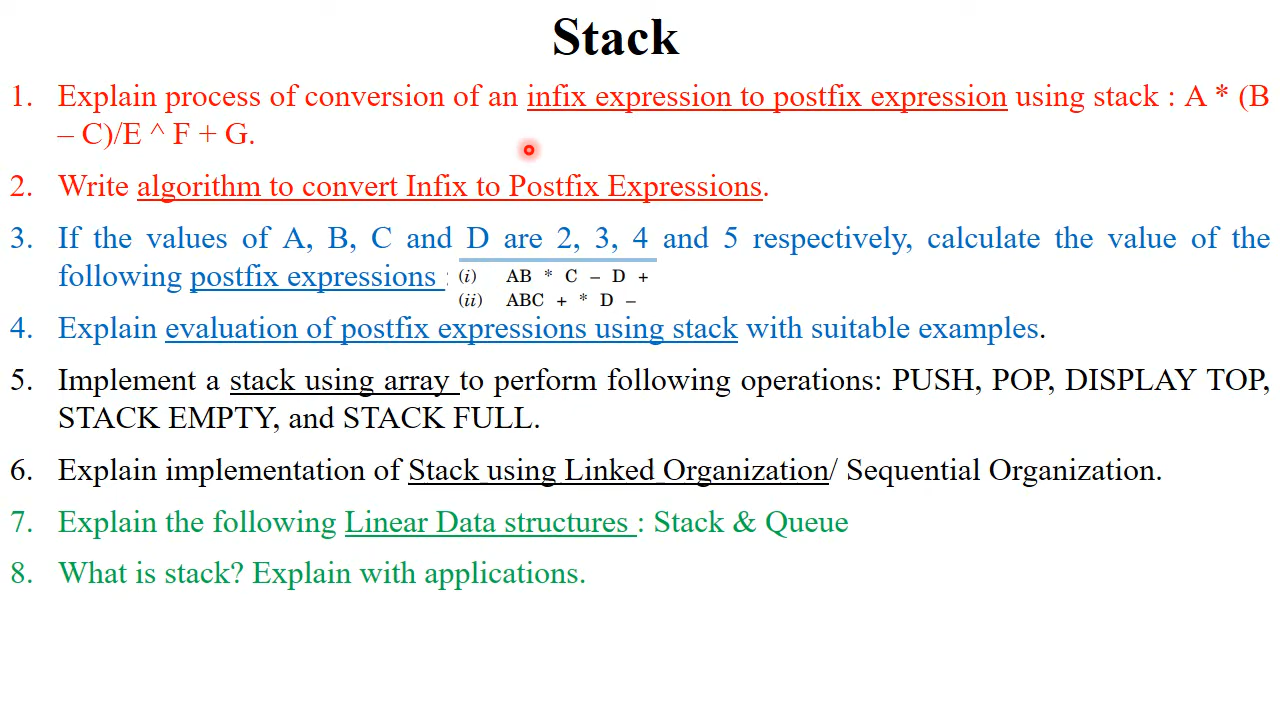 Stack
1. Explain process of conversion of an infix expression to postfix expression using stack : A * (B
– C)/E ^ F + G.
2. Write algorithm to convert Infix to Postfix Expressions.
3. If the values of A, B, C and D are 2, 3, 4 and 5 respectively, calculate the value of the
following postfix expressions :
(i) AB * C – D +
(ii) ABC + * D –
4. Explain evaluation of postfix expressions using stack with suitable examples.
5. Implement a stack using array to perform following operations: PUSH, POP, DISPLAY TOP,
STACK EMPTY, and STACK FULL.
6. Explain implementation of Stack using Linked Organization/ Sequential Organization.
7. Explain the following Linear Data structures : Stack & Queue
8. What is stack? Explain with applications.